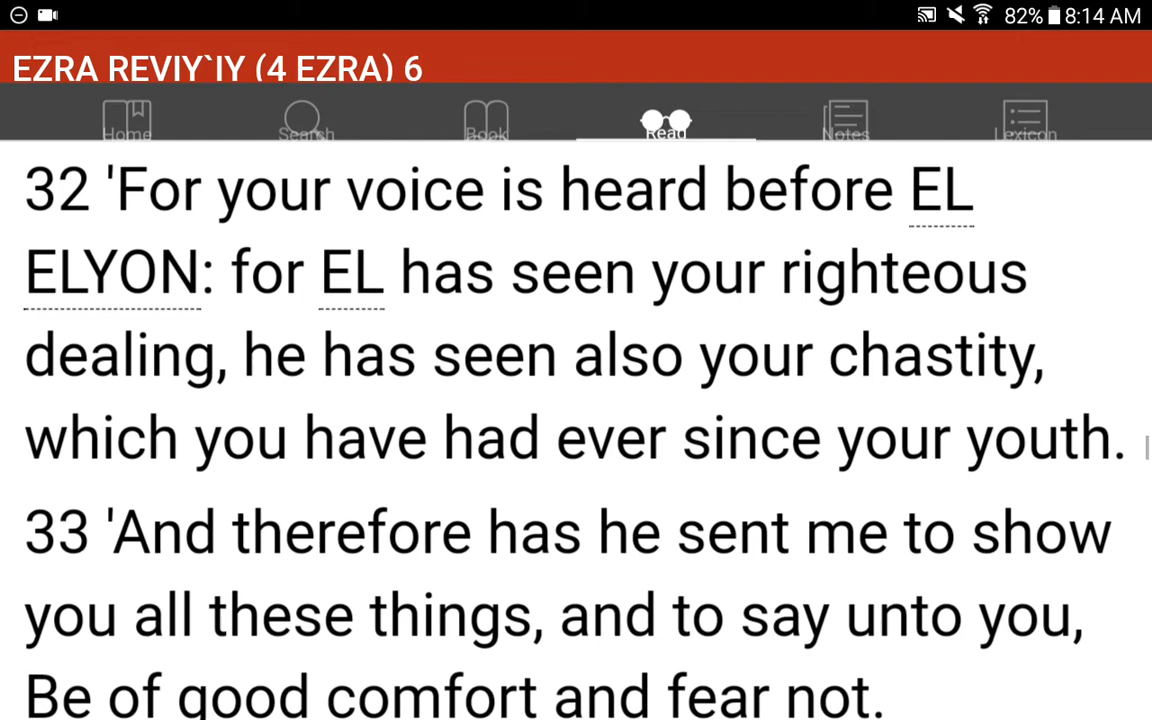 82% 8:14 AM
EZRA REVIY`IY (4 EZRA) 6
Home Search Book Read Notes Lexicon
32 'For your voice is heard before EL
ELYON: for EL has seen your righteous
dealing, he has seen also your chastity,
which you have had ever since your youth.
33 'And therefore has he sent me to show
you all these things, and to say unto you,
Be of good comfort and fear not.